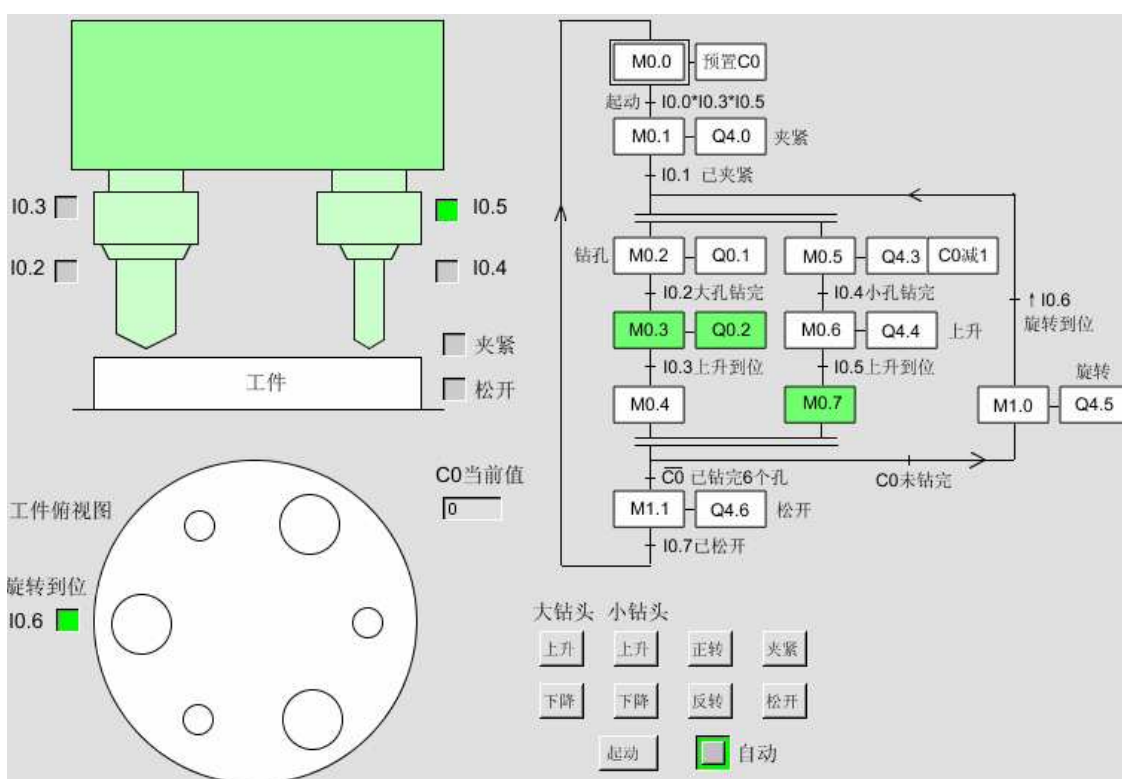 M0.0 预置C0
起动 I0.0*I0.3*I0.5
M0.1 Q4.0 夹紧
I0.1 已夹紧
I0.3 I0.5
钻孔 M0.2 Q0.1 M0.5 Q4.3 C0减1
I0.2 I0.4
I0.2大孔钻完 I0.4小孔钻完 ↑I0.6
旋转到位
M0.3 Q0.2 M0.6 Q4.4 上升
夹紧
I0.3上升到位 I0.5上升到位
旋转
工件
松开
M0.4 M0.7 M1.0 Q4.5
C0当前值
C0 已钻完6个孔 C0未钻完
工件俯视图
0
M1.1 Q4.6 松开
I0.7已松开
旋转到位
I0.6
大钻头 小钻头
上升 上升 正转 夹紧
下降 下降 反转 松开
起动 自动